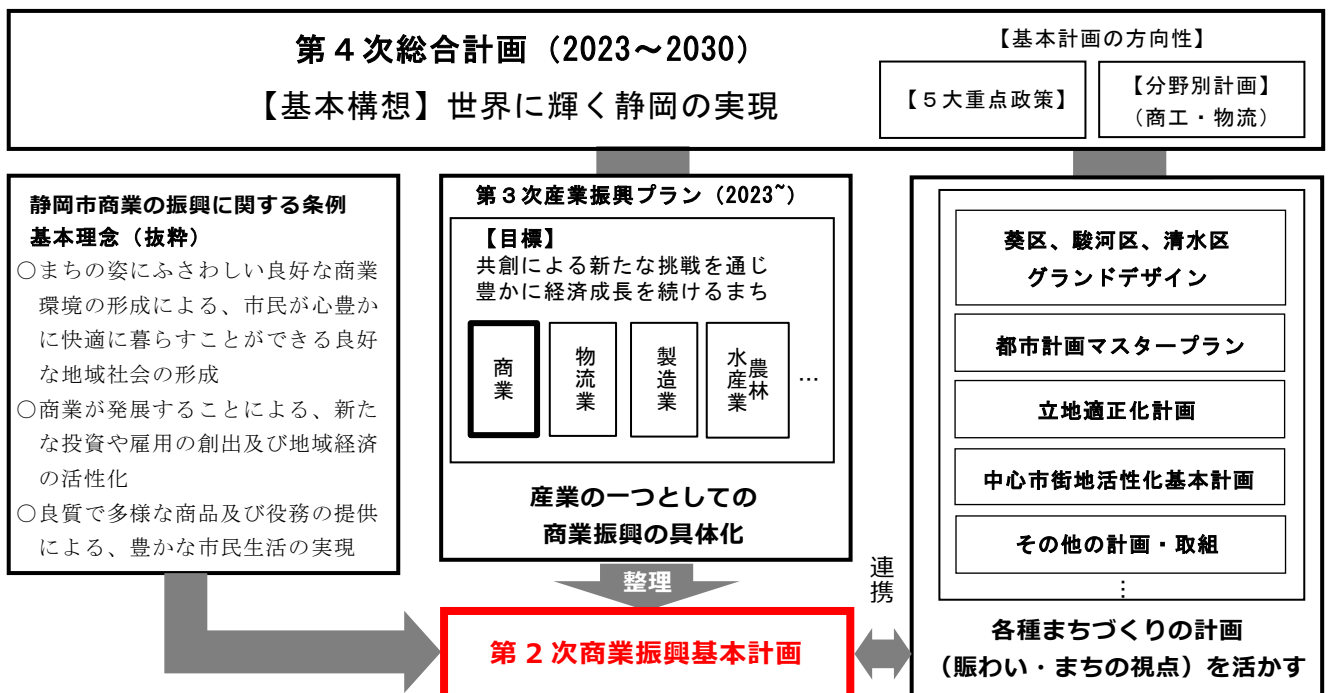 第４次総合計画（2023～2030）
【基本構想】世界に輝く静岡の実現
【基本計画の方向性】
【５大重点政策】
【分野別計画】
（商工・物流）
静岡市商業の振興に関する条例
基本理念（抜粋）
○まちの姿にふさわしい良好な商業
環境の形成による、市民が心豊か
に快適に暮らすことができる良好
な地域社会の形成
○商業が発展することによる、新た
な投資や雇用の創出及び地域経済
の活性化
○良質で多様な商品及び役務の提供
による、豊かな市民生活の実現
第３次産業振興プラン（2023~）
【目標】
共創による新たな挑戦を通じ
豊かに経済成長を続けるまち
商業
物流業
製造業
農林
水産業
…
産業の一つとしての
商業振興の具体化
整理
第２次商業振興基本計画
連携
葵区、駿河区、清水区
グランドデザイン
都市計画マスタープラン
立地適正化計画
中心市街地活性化基本計画
その他の計画・取組
⋮
各種まちづくりの計画
（賑わい・まちの視点）を活かす